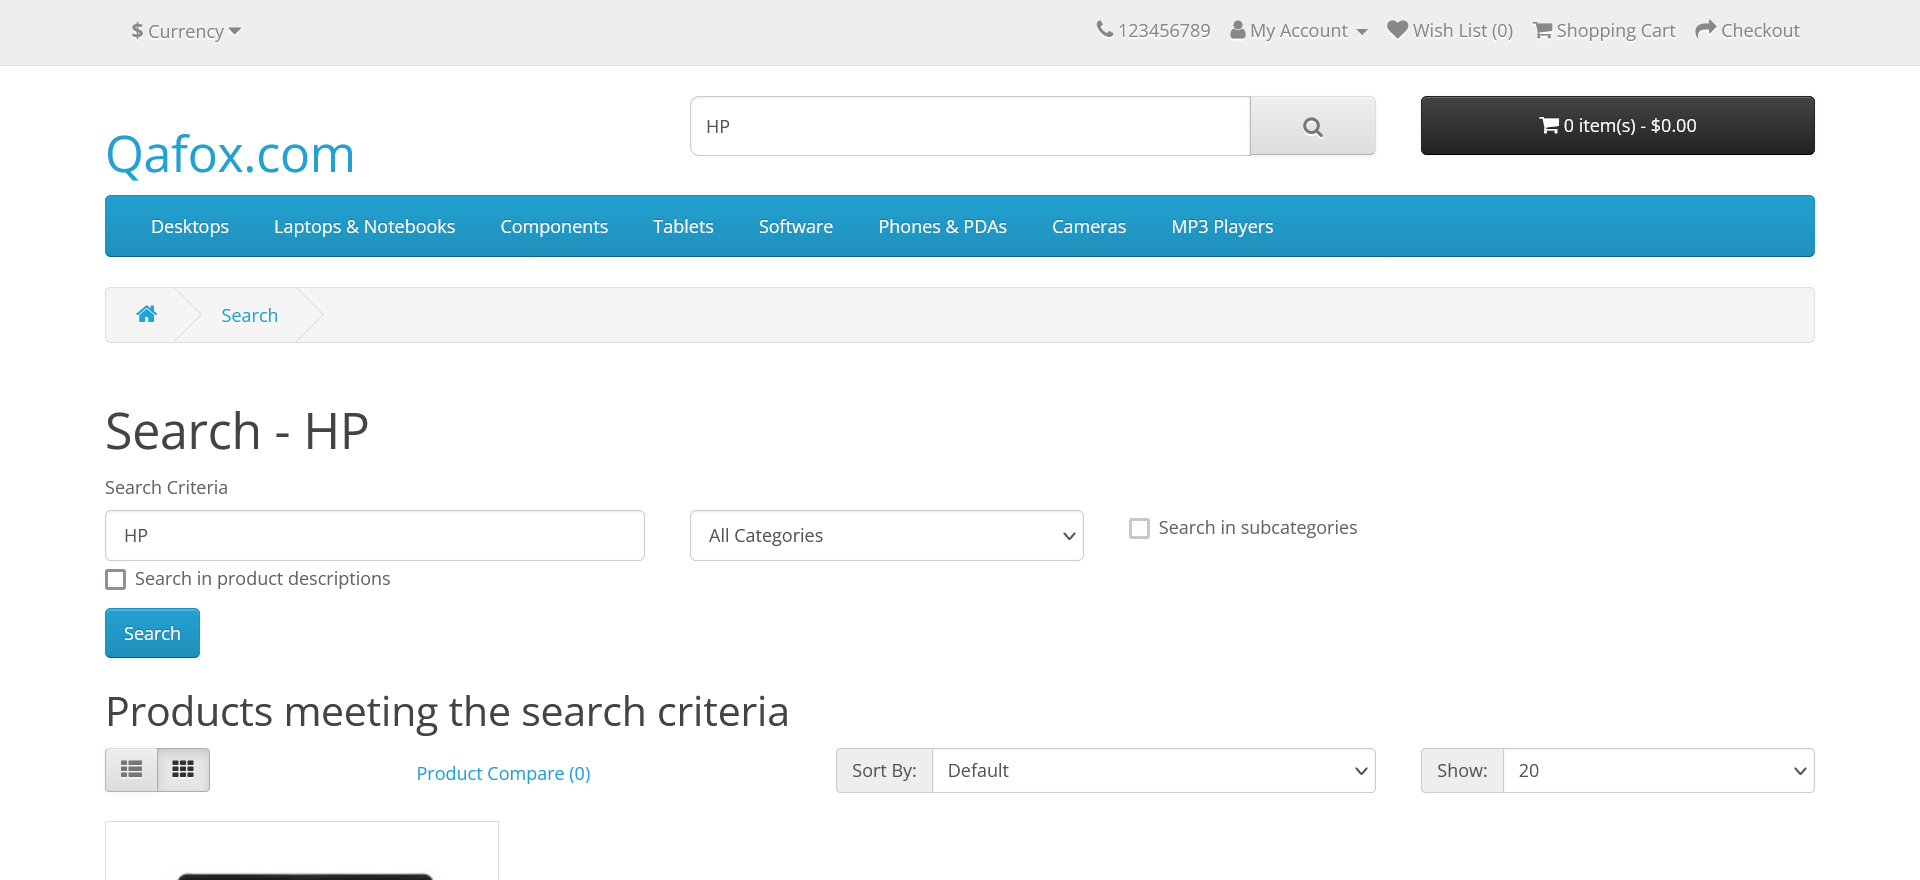 $ Currency
123456789 My Account Wish List (0) Shopping Cart Checkout
Qafox.com
HP
0 item(s) - $0.00
Desktops Laptops & Notebooks Components Tablets Software Phones & PDAs Cameras MP3 Players
Search
Search - HP
Search Criteria
HP
All Categories
Search in subcategories
Search in product descriptions
Search
Products meeting the search criteria
Product Compare (0)
Sort By: Default
Show: 20